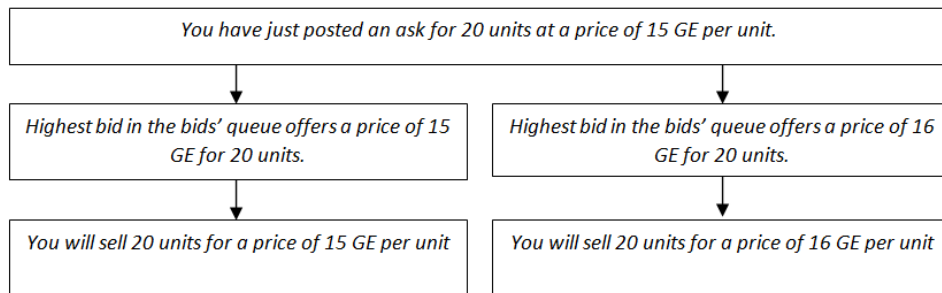 You have just posted an ask for 20 units at a price of 15 GE per unit.
Highest bid in the bids’ queue offers a price of 15
GE for 20 units.
Highest bid in the bids’ queue offers a price of 16
GE for 20 units.
You will sell 20 units for a price of 15 GE per unit
You will sell 20 units for a price of 16 GE per unit